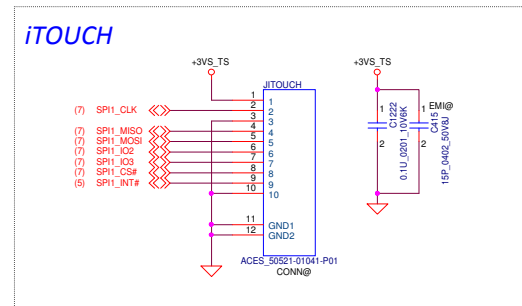 iTOUCH
+3VS_TS
+3VS_TS
JITOUCH
1 1
(7) SPI1_CLK 2 2
3 3
(7) SPI1_MISO 4 4
(7) SPI1_MOSI 5 5
(7) SPI1_IO2 6 6
(7) SPI1_IO3 7 7
(7) SPI1_CS# 8 8
(5) SPI1_INT# 9 9
10 10
11 GND1
12 GND2
ACES_50521-01041-P01
CONN@
1
2
C1222
0.1U_0201_10V6K
1 EMI@
2
C415
15P_0402_50V8J